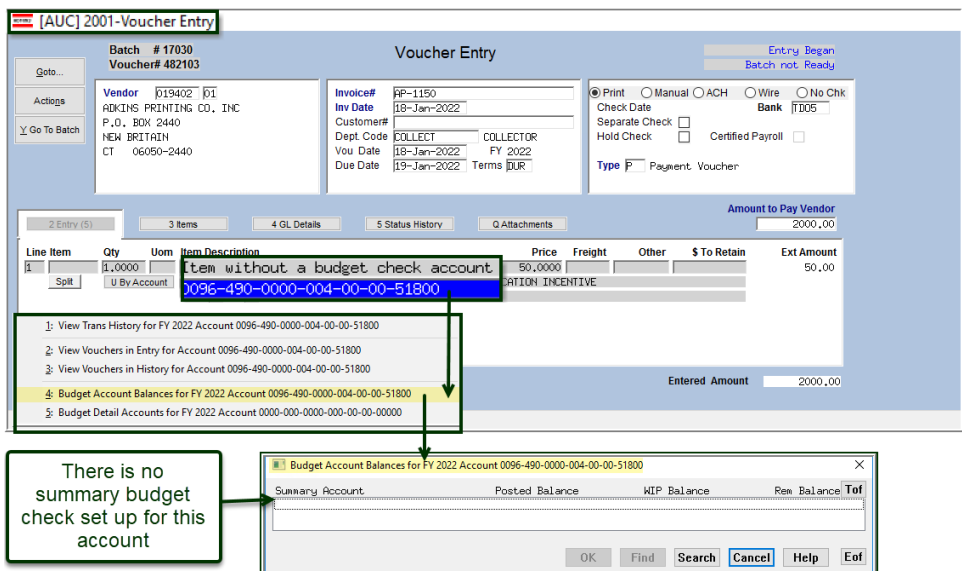 [AUC] 2001-Voucher Entry
Batch # 17030
Voucher# 482103
Voucher Entry
Entry Began
Batch not Ready
Goto...
Actions
Y Go To Batch
Vendor 019402 01
ADKINS PRINTING CO. INC
P.O. BOX 2440
NEW BRITAIN
CT 06050-2440
Invoice# AP-1150
Inv Date 18-Jan-2022
Customer#
Dept. Code COLLECT COLLECTOR
Vou Date 18-Jan-2022 FY 2022
Due Date 19-Jan-2022 Terms DUR
Print Manual ACH Wire No Chk
Check Date Bank TD05
Separate Check
Hold Check Certified Payroll
Type P Payment Voucher
Amount to Pay Vendor
2000.00
2 Entry (5) 3 Items 4 GL Details 5 Status History Q Attachments
Line Item Qty Uom Item Description Price Freight Other $ To Retain Ext Amount
1 1.0000 Item without a budget check account 50.0000 50.00
Split U By Account 0096-490-0000-004-00-00-51800 CATION INCENTIVE
1: View Trans History for FY 2022 Account 0096-490-0000-004-00-00-51800
2: View Vouchers in Entry for Account 0096-490-0000-004-00-00-51800
3: View Vouchers in History for Account 0096-490-0000-004-00-00-51800
4: Budget Account Balances for FY 2022 Account 0096-490-0000-004-00-00-51800
5: Budget Detail Accounts for FY 2022 Account 0000-000-0000-000-00-00-00000
Entered Amount 2000.00
There is no
summary budget
check set up for this
account
Budget Account Balances for FY 2022 Account 0096-490-0000-004-00-00-51800
Summary Account Posted Balance WIP Balance Rem Balance Tof
OK Find Search Cancel Help Eof